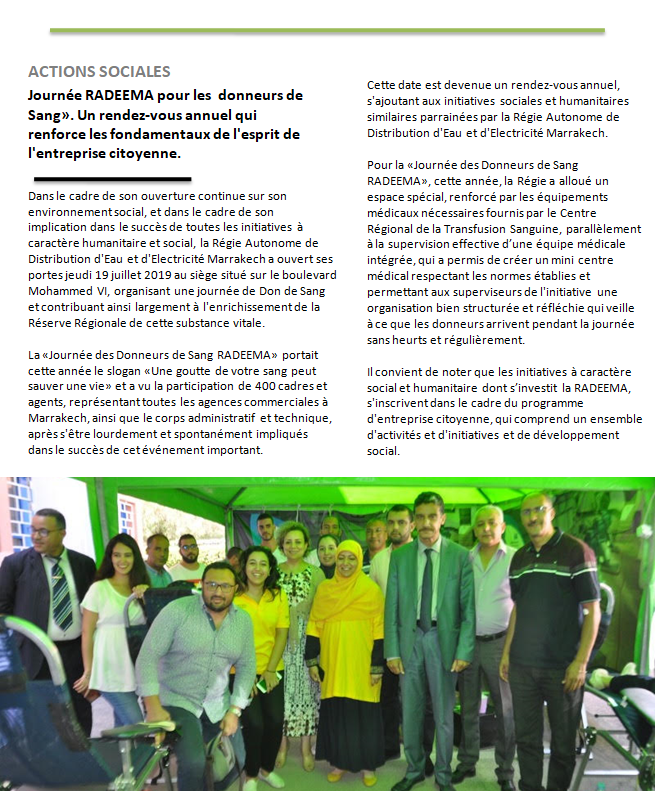 ACTIONS SOCIALES
Journée RADEEMA pour les donneurs de
Sang». Un rendez-vous annuel qui
renforce les fondamentaux de l'esprit de
l'entreprise citoyenne.
Dans le cadre de son ouverture continue sur son
environnement social, et dans le cadre de son
implication dans le succès de toutes les initiatives à
caractère humanitaire et social, la Régie Autonome de
Distribution d'Eau et d'Electricité Marrakech a ouvert ses
portes jeudi 19 juillet 2019 au siège situé sur le boulevard
Mohammed VI, organisant une journée de Don de Sang
et contribuant ainsi largement à l'enrichissement de la
Réserve Régionale de cette substance vitale.
La «Journée des Donneurs de Sang RADEEMA» portait
cette année le slogan «Une goutte de votre sang peut
sauver une vie» et a vu la participation de 400 cadres et
agents, représentant toutes les agences commerciales à
Marrakech, ainsi que le corps administratif et technique,
après s'être lourdement et spontanément impliqués
dans le succès de cet événement important.
Cette date est devenue un rendez-vous annuel,
s'ajoutant aux initiatives sociales et humanitaires
similaires parrainées par la Régie Autonome de
Distribution d'Eau et d'Electricité Marrakech.
Pour la «Journée des Donneurs de Sang
RADEEMA», cette année, la Régie a alloué un
espace spécial, renforcé par les équipements
médicaux nécessaires fournis par le Centre
Régional de la Transfusion Sanguine, parallèlement
à la supervision effective d’une équipe médicale
intégrée, qui a permis de créer un mini centre
médical respectant les normes établies et
permettant aux superviseurs de l'initiative une
organisation bien structurée et réfléchie qui veille
à ce que les donneurs arrivent pendant la journée
sans heurts et régulièrement.
Il convient de noter que les initiatives à caractère
social et humanitaire dont s’investit la RADEEMA,
s'inscrivent dans le cadre du programme
d'entreprise citoyenne, qui comprend un ensemble
d'activités et d'initiatives et de développement
social.